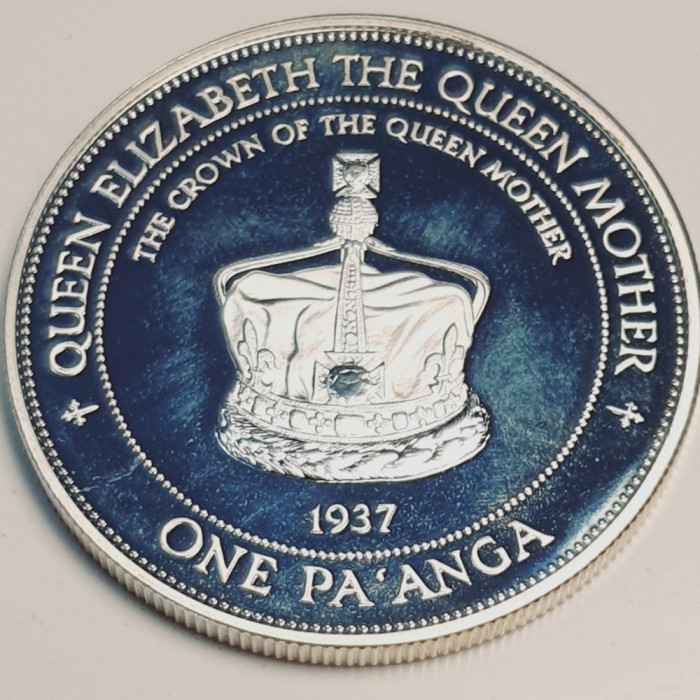 QUEEN ELIZABETH THE QUEEN MOTHER
THE CROWN OF THE QUEEN MOTHER
1937
ONE PA‘ANGA